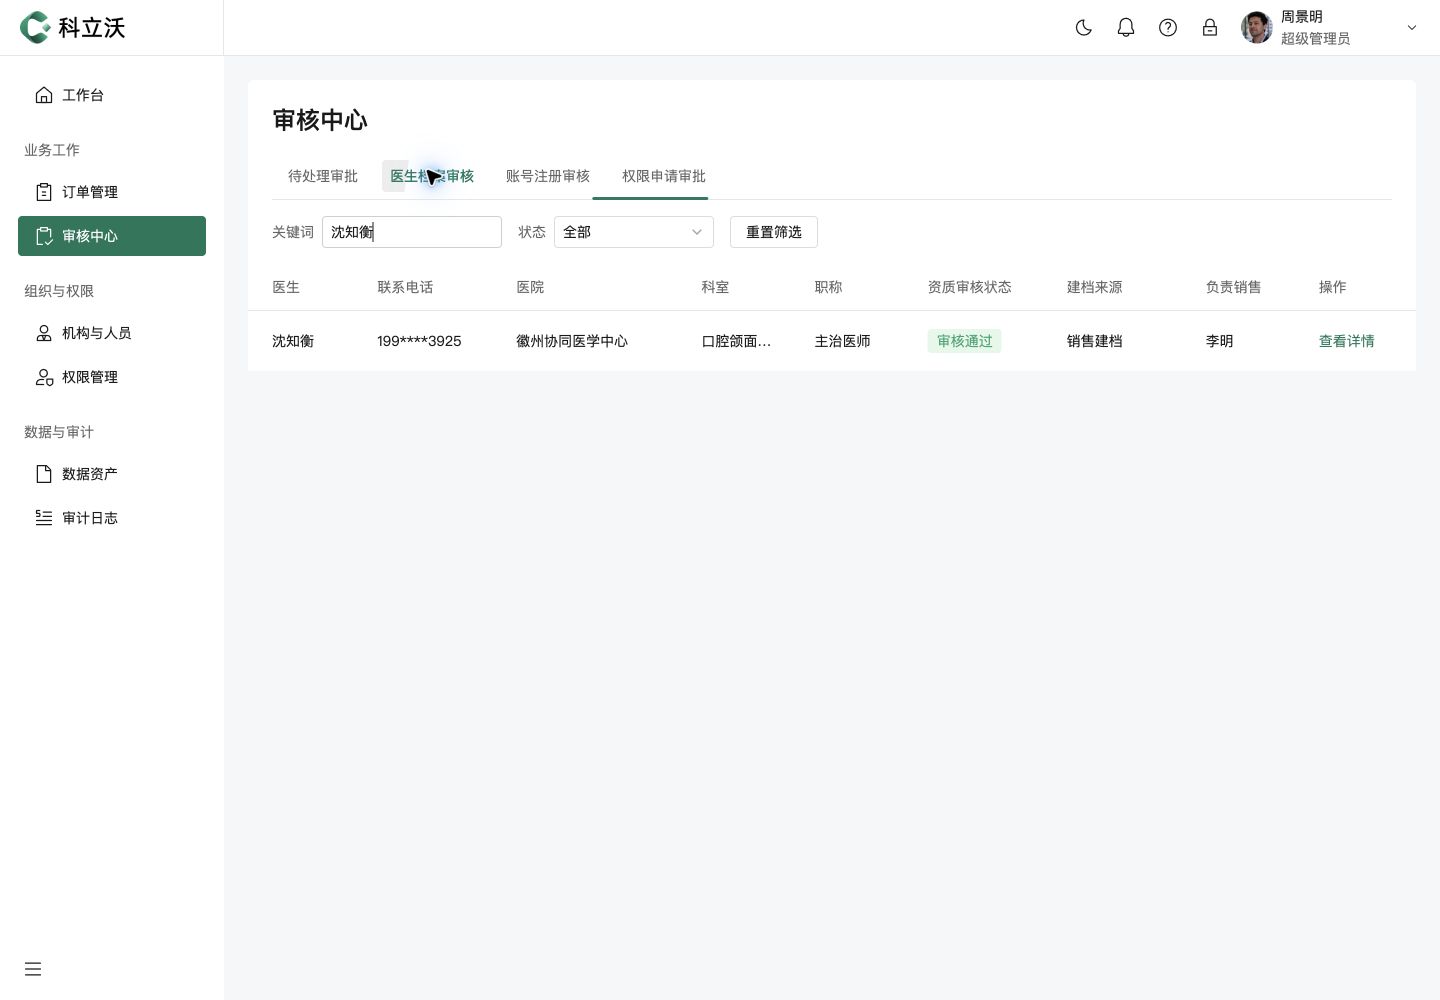 科立沃
周景明
超级管理员
工作台
业务工作
订单管理
审核中心
组织与权限
机构与人员
权限管理
数据与审计
数据资产
审计日志
审核中心
待处理审批 医生档案审核 账号注册审核 权限申请审批
关键词 沈知衡 状态 全部 重置筛选
医生 联系电话 医院 科室 职称 资质审核状态 建档来源 负责销售 操作
沈知衡 199****3925 徽州协同医学中心 口腔颌面... 主治医师 审核通过 销售建档 李明 查看详情